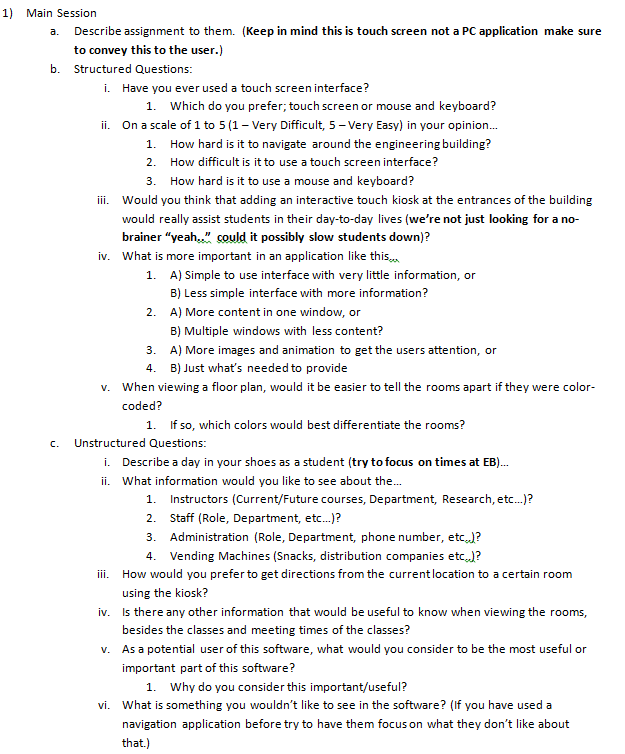 1) Main Session
a. Describe assignment to them. (Keep in mind this is touch screen not a PC application make sure
to convey this to the user.)
b. Structured Questions:
i. Have you ever used a touch screen interface?
1. Which do you prefer; touch screen or mouse and keyboard?
ii. On a scale of 1 to 5 (1 – Very Difficult, 5 – Very Easy) in your opinion…
1. How hard is it to navigate around the engineering building?
2. How difficult is it to use a touch screen interface?
3. How hard is it to use a mouse and keyboard?
iii. Would you think that adding an interactive touch kiosk at the entrances of the building
would really assist students in their day-to-day lives (we’re not just looking for a no-
brainer “yeah,..” could it possibly slow students down)?
iv. What is more important in an application like this,..
1. A) Simple to use interface with very little information, or
B) Less simple interface with more information?
2. A) More content in one window, or
B) Multiple windows with less content?
3. A) More images and animation to get the users attention, or
4. B) Just what’s needed to provide
v. When viewing a floor plan, would it be easier to tell the rooms apart if they were color-
coded?
1. If so, which colors would best differentiate the rooms?
c. Unstructured Questions:
i. Describe a day in your shoes as a student (try to focus on times at EB)…
ii. What information would you like to see about the…
1. Instructors (Current/Future courses, Department, Research, etc…)?
2. Staff (Role, Department, etc…)?
3. Administration (Role, Department, phone number, etc..)?
4. Vending Machines (Snacks, distribution companies etc..)?
iii. How would you prefer to get directions from the current location to a certain room
using the kiosk?
iv. Is there any other information that would be useful to know when viewing the rooms,
besides the classes and meeting times of the classes?
v. As a potential user of this software, what would you consider to be the most useful or
important part of this software?
1. Why do you consider this important/useful?
vi. What is something you wouldn’t like to see in the software? (If you have used a
navigation application before try to have them focus on what they don’t like about
that.)